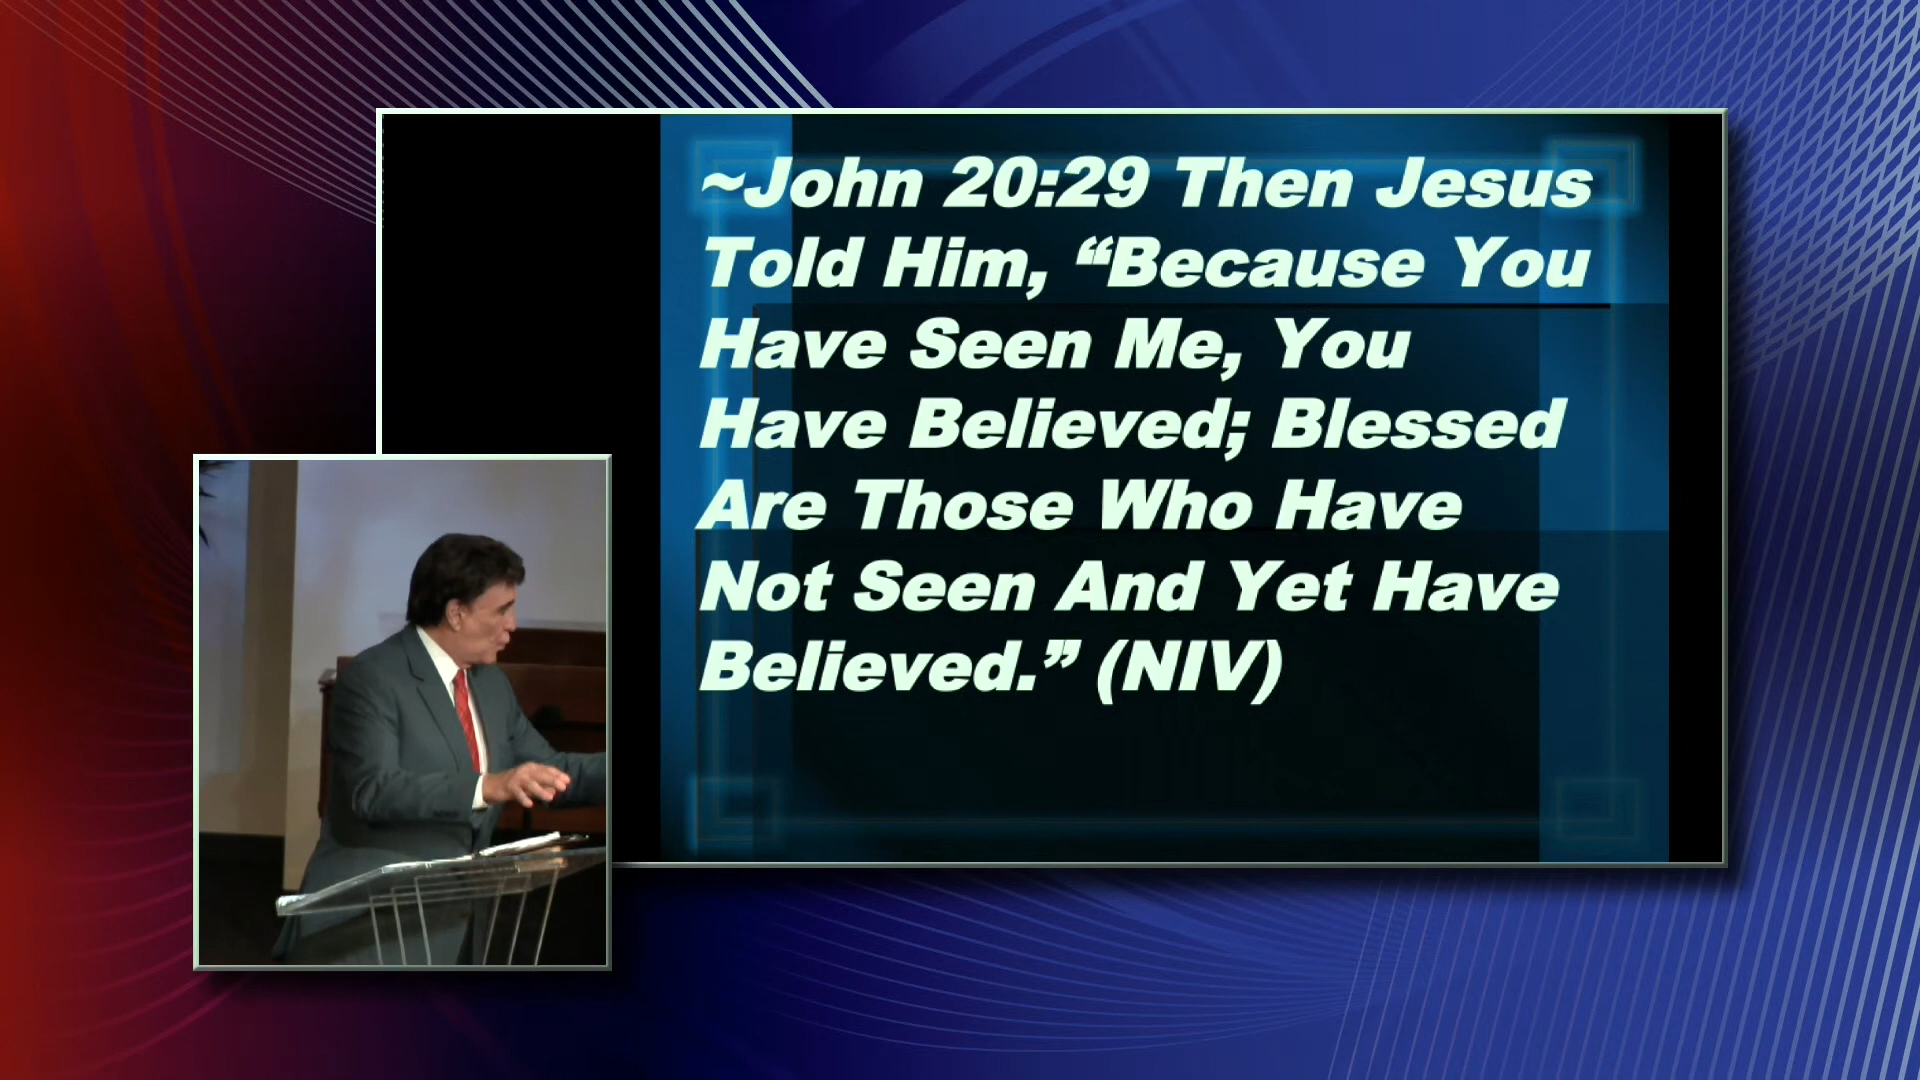 ~John 20:29 Then Jesus
Told Him, “Because You
Have Seen Me, You
Have Believed; Blessed
Are Those Who Have
Not Seen And Yet Have
Believed.” (NIV)